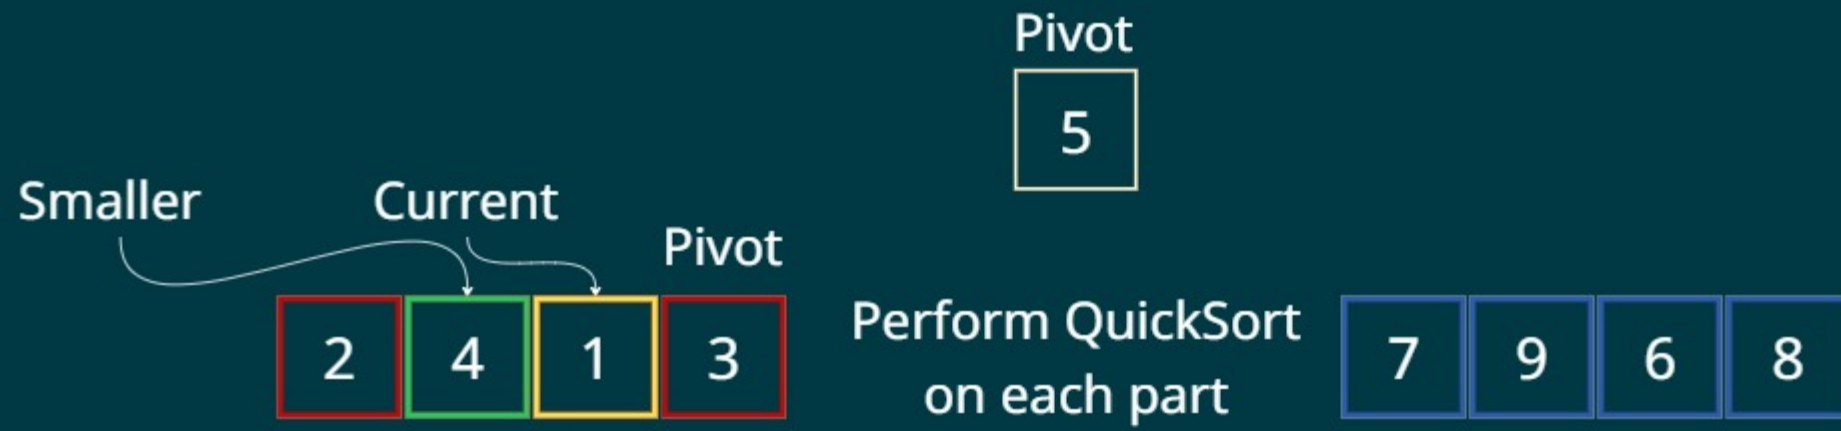 Pivot
5
Smaller
Current
Pivot
2 4 1 3
Perform QuickSort
on each part
7 9 6 8